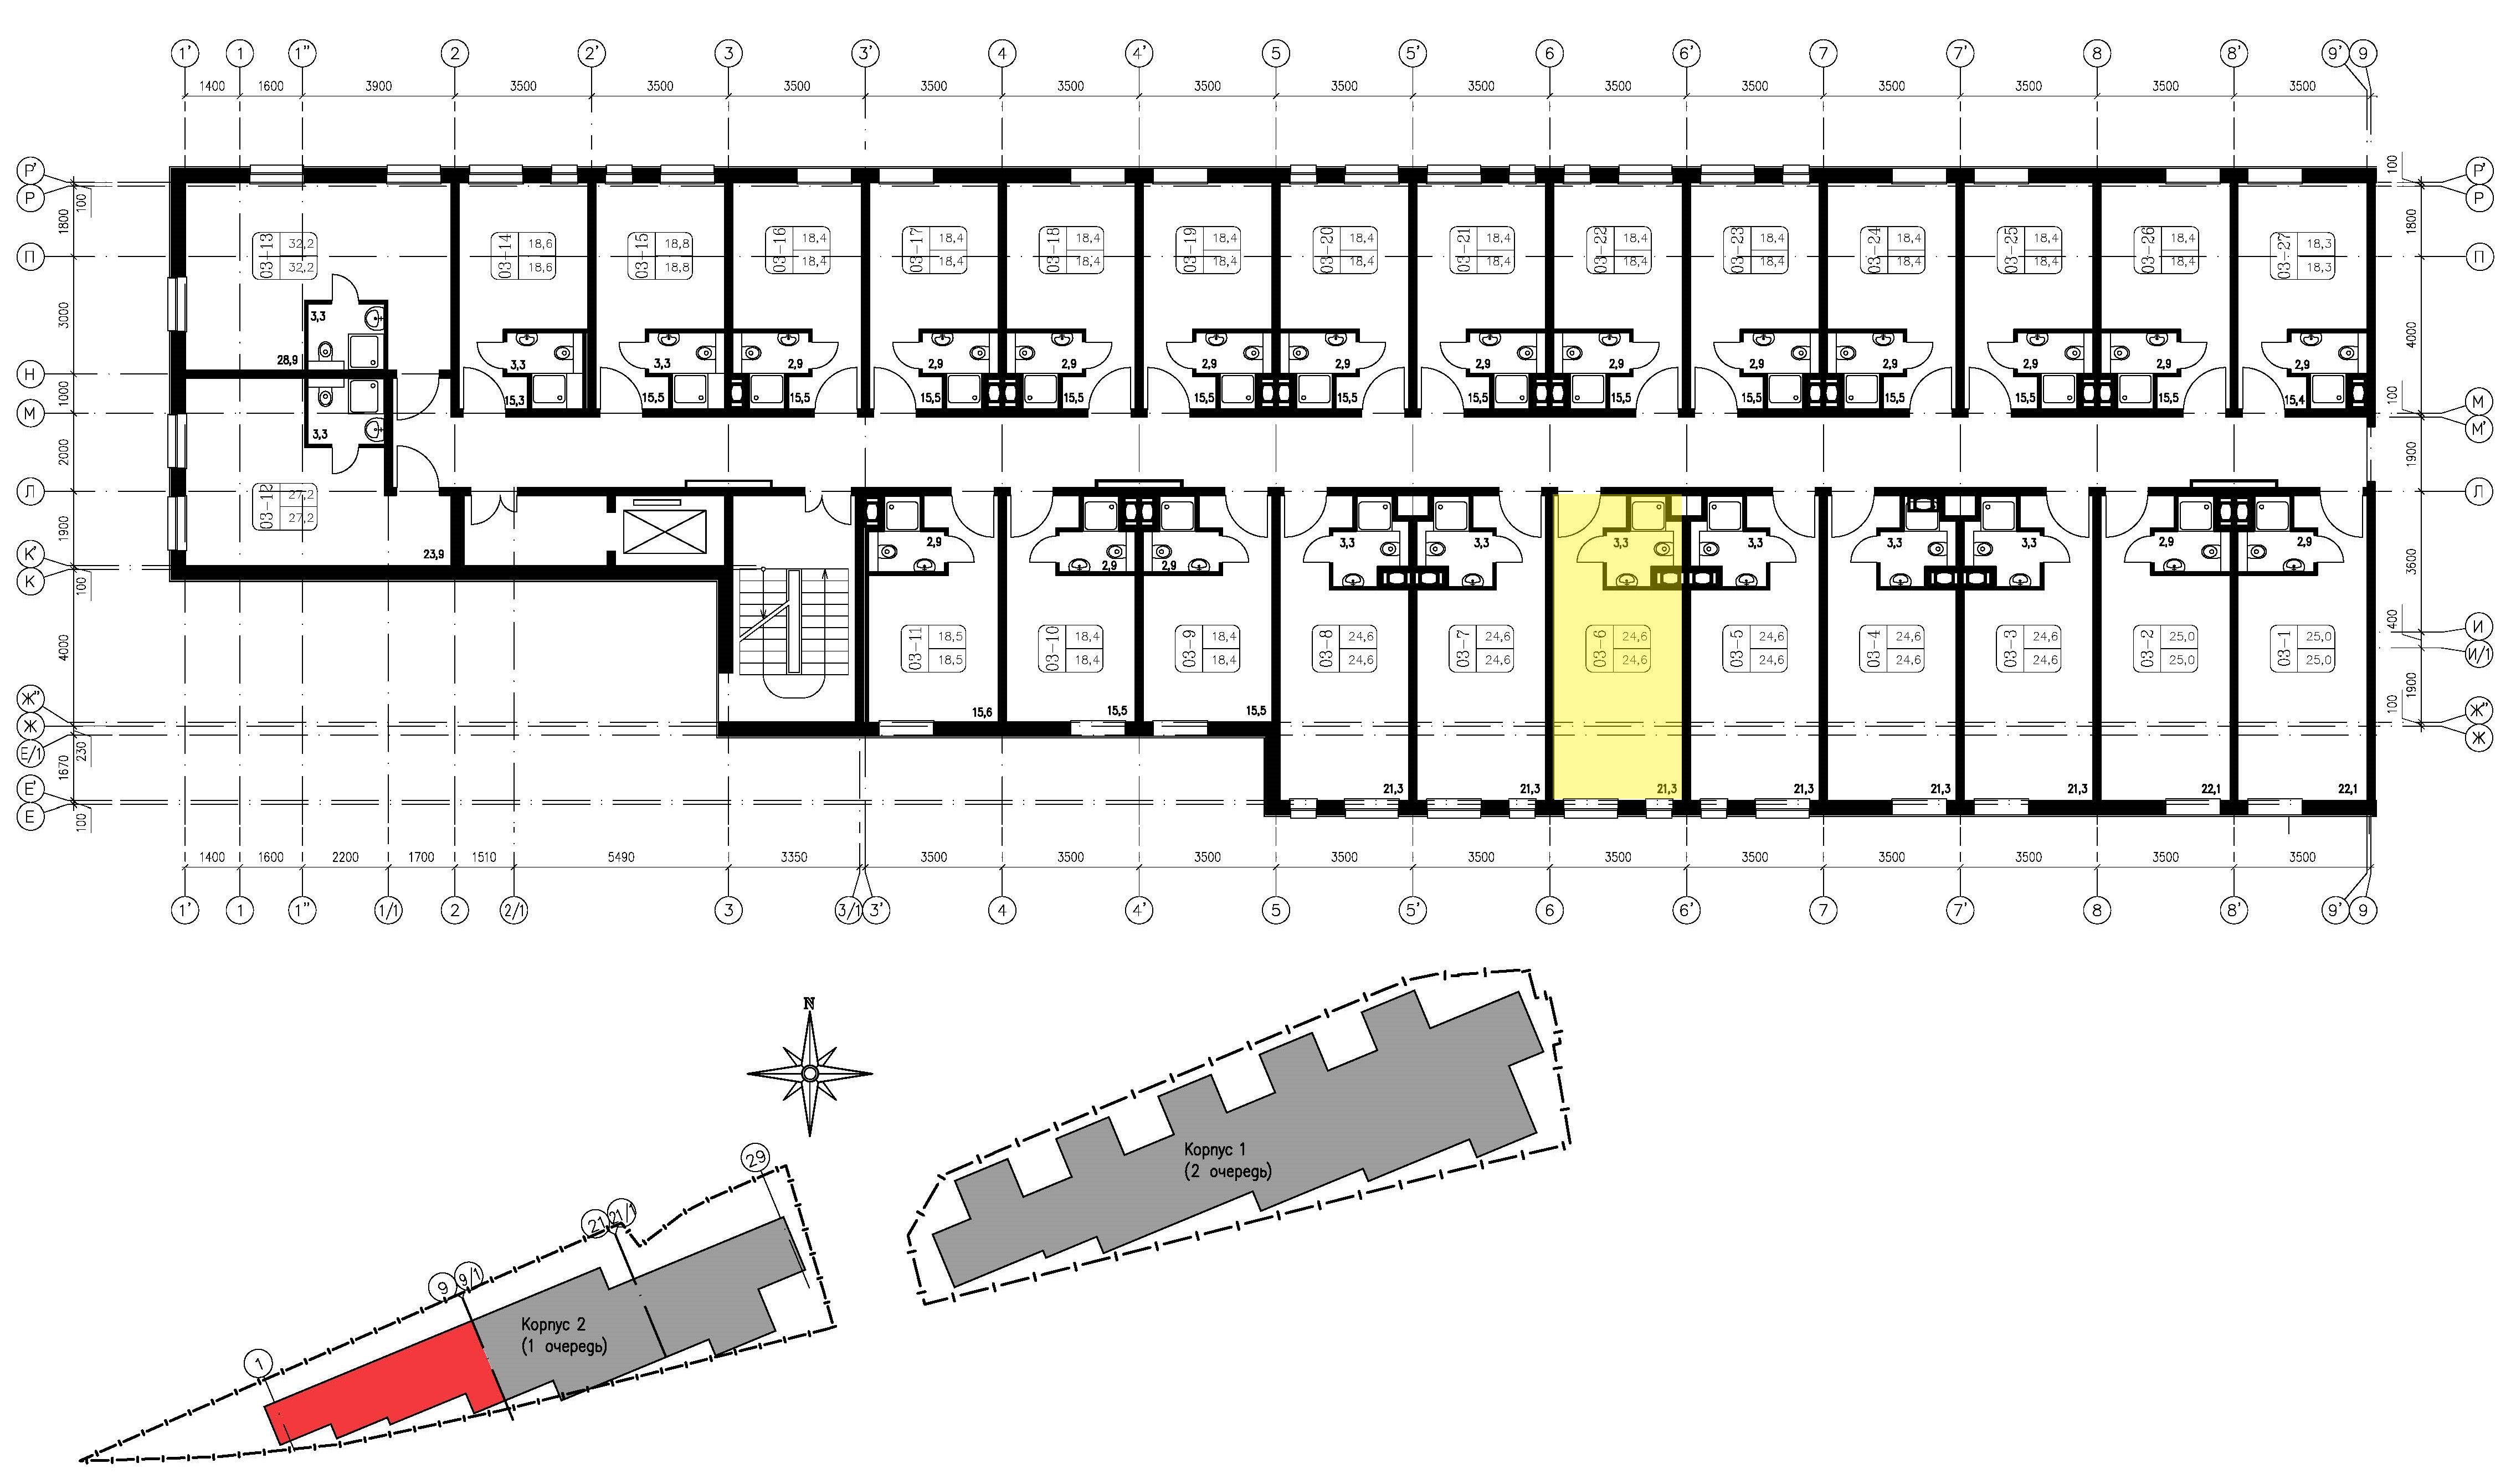 1' 1 1" 2 2' 3 3' 4 4' 5 5' 6 6' 7 7' 8 8' 9' 9
1400 1600 3900 3500 3500 3500 3500 3500 3500 3500 3500 3500 3500 3500 3500 3500 3500
Р' 100 100 Р'
Р Р
1800 1800
03-13 32,2 32,2
03-14 18,6 18,6
03-15 18,8 18,8
03-16 18,4 18,4
03-17 18,4 18,4
03-18 18,4 18,4
03-19 18,4 18,4
03-20 18,4 18,4
03-21 18,4 18,4
03-22 18,4 18,4
03-23 18,4 18,4
03-24 18,4 18,4
03-25 18,4 18,4
03-26 18,4 18,4
03-27 18,3 18,3
П П
3000 3,3 4000
28,9 3,3 3,3 2,9 2,9 2,9 2,9 2,9 2,9 2,9 2,9 2,9 2,9 2,9 2,9
Н
1000 15,3 15,5 15,5 15,5 15,5 15,5 15,5 15,5 15,5 15,5 15,5 15,5 15,5 15,4 100
М М
3,3 М'
2000 1900
Л Л
03-12 27,2 27,2
1900 3600
2,9 2,9 2,9 3,3 3,3 3,3 3,3 3,3 3,3 2,9 2,9
К' 23,9
К
100
4000 400
03-11 18,5 18,5
03-10 18,4 18,4
03-9 18,4 18,4
03-8 24,6 24,6
03-7 24,6 24,6
03-6 24,6 24,6
03-5 24,6 24,6
03-4 24,6 24,6
03-3 24,6 24,6
03-2 25,0 25,0
03-1 25,0 25,0
И
И/1
1900
Ж" 15,6 15,5 15,5 100 Ж"
Ж Ж
Е/1 230
1670
Е' 21,3 21,3 21,3 21,3 21,3 21,3 22,1 22,1
Е 100
1400 1600 2200 1700 1510 5490 3350 3500 3500 3500 3500 3500 3500 3500 3500 3500 3500 3500
1' 1 1" 1/1 2 2/1 3 3/1 3' 4 4' 5 5' 6 6' 7 7' 8 8' 9' 9
N
Корпус 1
(2 очередь)
29
21 21/1
9 9/1
Корпус 2
(1 очередь)
1